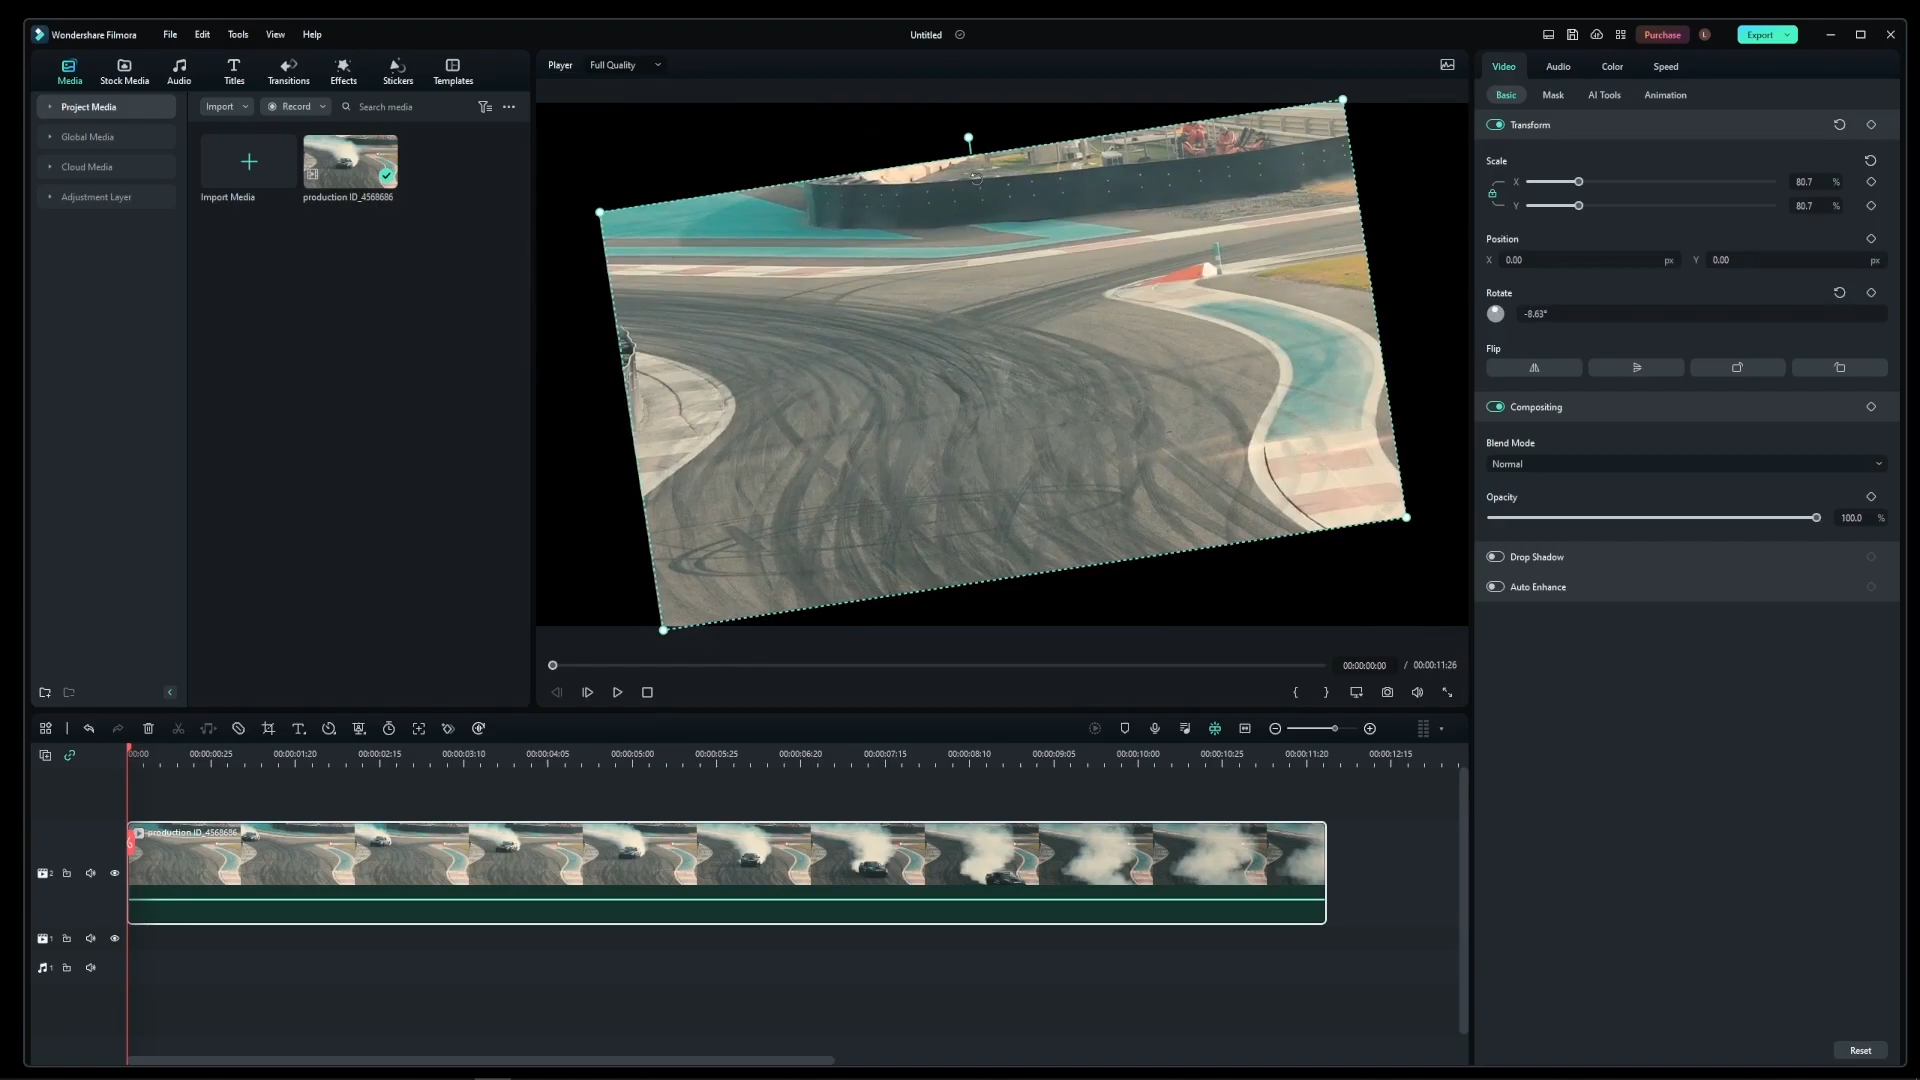 Wondershare Filmora File Edit Tools View Help Untitled Purchase L Export
Media Stock Media Audio Titles Transitions Effects Stickers Templates
Project Media
Global Media
Cloud Media
Adjustment Layer
Import Record Search media
Import Media production ID_4568686
Player Full Quality
00:00:00:00 / 00:00:11:26
Video Audio Color Speed
Basic Mask AI Tools Animation
Transform
Scale
X 80.7 %
Y 80.7 %
Position
X 0.00 px Y 0.00 px
Rotate
-8.63°
Flip
Compositing
Blend Mode
Normal
Opacity
100.0 %
Drop Shadow
Auto Enhance
00:00 00:00:00:25 00:00:01:20 00:00:02:15 00:00:03:10 00:00:04:05 00:00:05:00 00:00:05:25 00:00:06:20 00:00:07:15 00:00:08:10 00:00:09:05 00:00:10:00 00:00:10:25 00:00:11:20 00:00:12:15
production ID_4568686
2
1
1
Reset